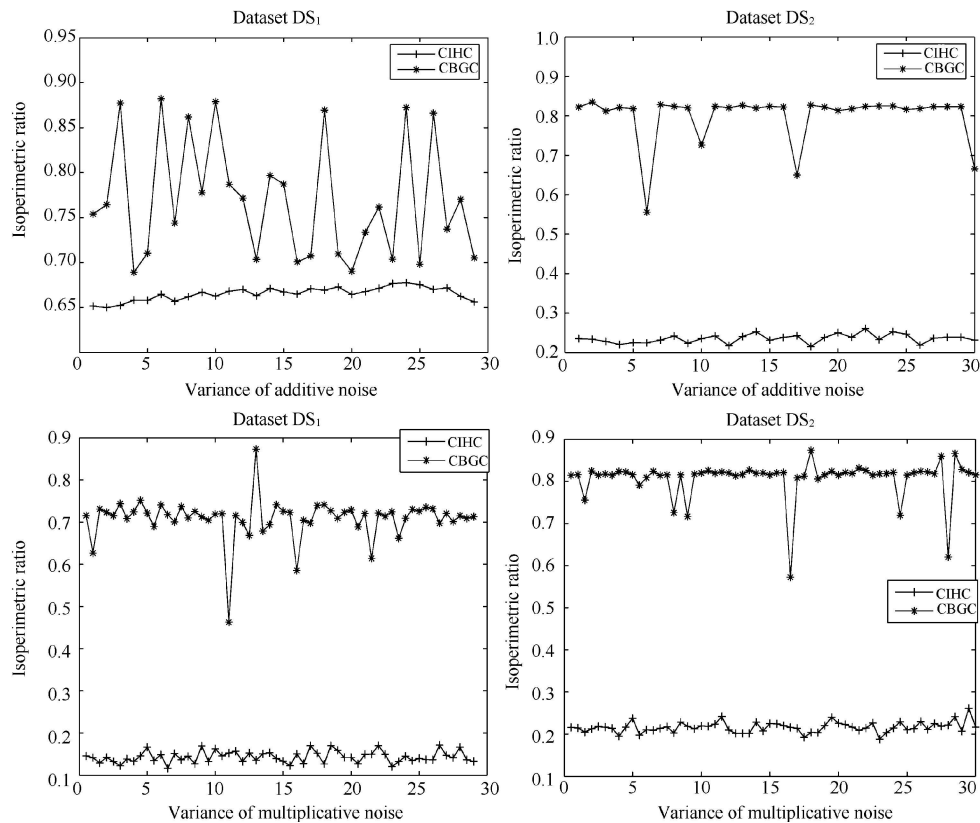 Dataset DS₁
0.95
0.90
0.85
0.80
0.75
0.70
0.65
0 5 10 15 20 25 30
Isoperimetric ratio
Variance of additive noise
CIHC
CBGC
Dataset DS₂
1.0
0.9
0.8
0.7
0.6
0.5
0.4
0.3
0.2
0 5 10 15 20 25 30
Isoperimetric ratio
Variance of additive noise
CIHC
CBGC
Dataset DS₁
0.9
0.8
0.7
0.6
0.5
0.4
0.3
0.2
0.1
0 5 10 15 20 25 30
Isoperimetric ratio
Variance of multiplicative noise
CIHC
CBGC
Dataset DS₂
0.9
0.8
0.7
0.6
0.5
0.4
0.3
0.2
0.1
0 5 10 15 20 25 30
Isoperimetric ratio
Variance of multiplicative noise
CIHC
CBGC